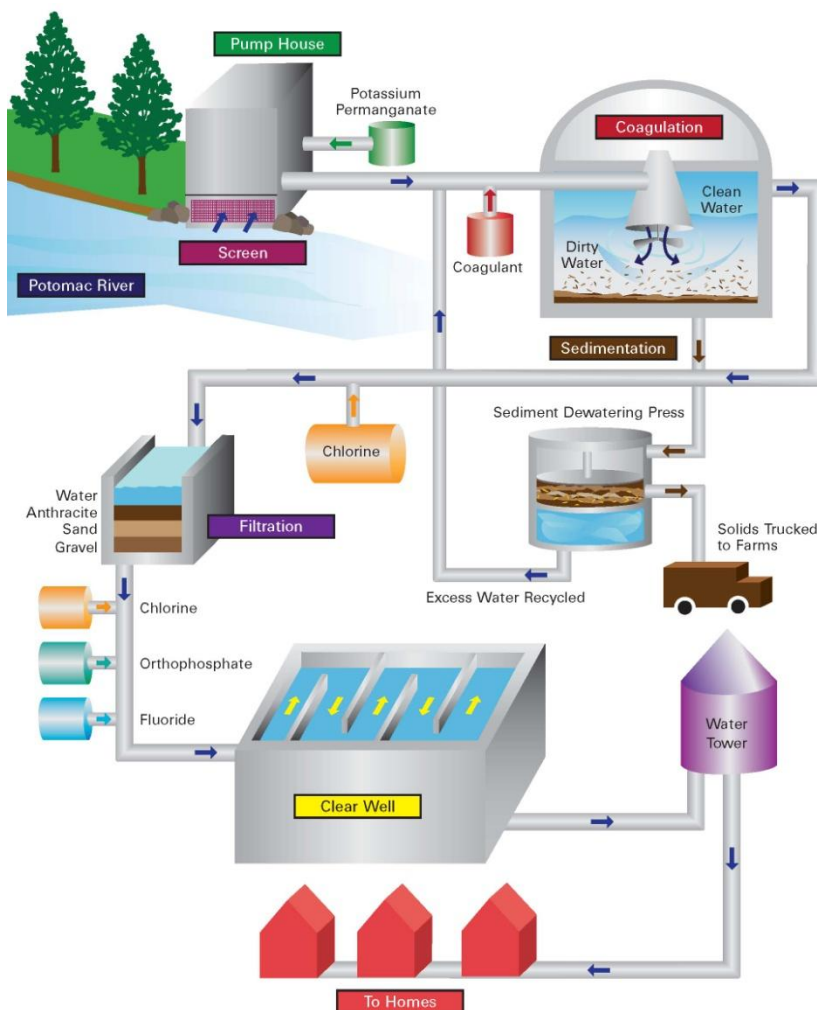 Pump House
Potassium
Permanganate
Coagulation
Clean
Water
Dirty
Water
Screen
Coagulant
Potomac River
Sedimentation
Sediment Dewatering Press
Chlorine
Water
Anthracite
Sand
Gravel
Filtration
Solids Trucked
to Farms
Excess Water Recycled
Chlorine
Orthophosphate
Fluoride
Water
Tower
Clear Well
To Homes